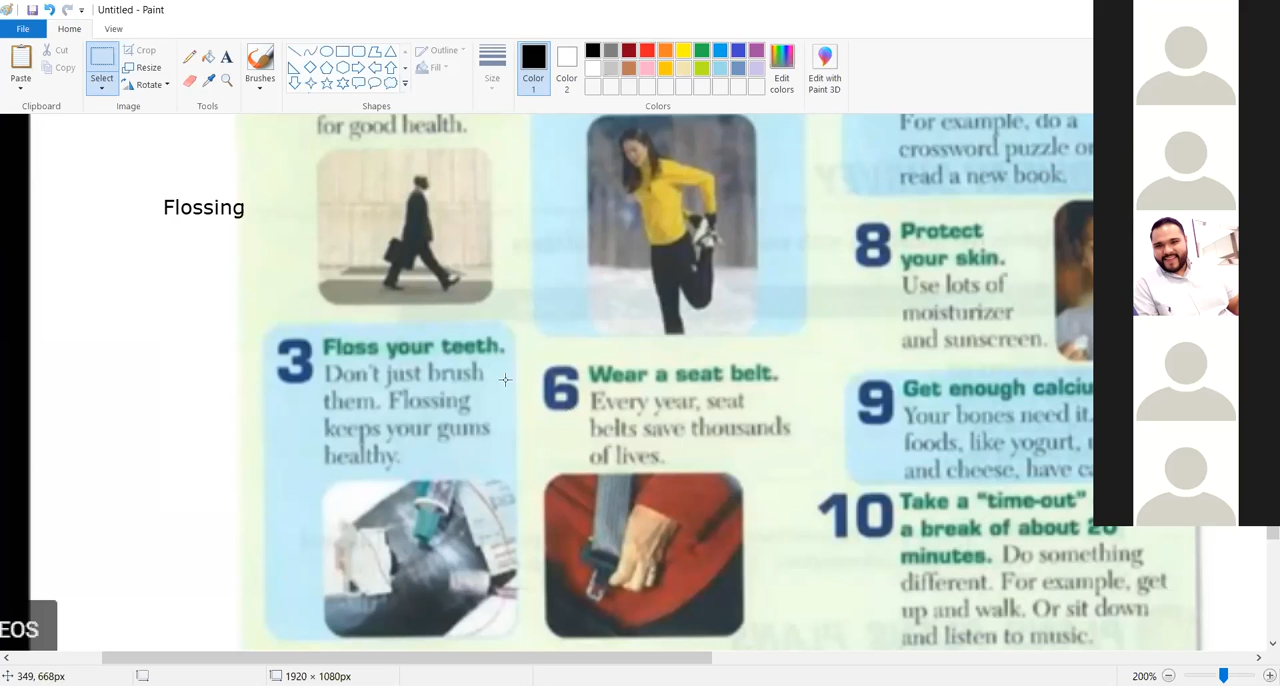 Untitled - Paint
File
Home
View
Paste
Cut
Copy
Clipboard
Select
Crop
Resize
Rotate
Image
Tools
Brushes
Shapes
Outline
Fill
Size
Color
1
Color
2
Colors
Edit
colors
Edit with
Paint 3D
Flossing
for good health.
3 Floss your teeth.
Don't just brush
them. Flossing
keeps your gums
healthy.
6 Wear a seat belt.
Every year, seat
belts save thousands
of lives.
For example, do a
crossword puzzle or
read a new book.
8 Protect
your skin.
Use lots of
moisturizer
and sunscreen.
9 Get enough calciu
Your bones need it.
foods, like yogurt,
and cheese, have
10 Take a "time-out"
a break of about 20
minutes. Do something
different. For example, get
up and walk. Or sit down
and listen to music.
EOS
349, 668px
1920 × 1080px
200%